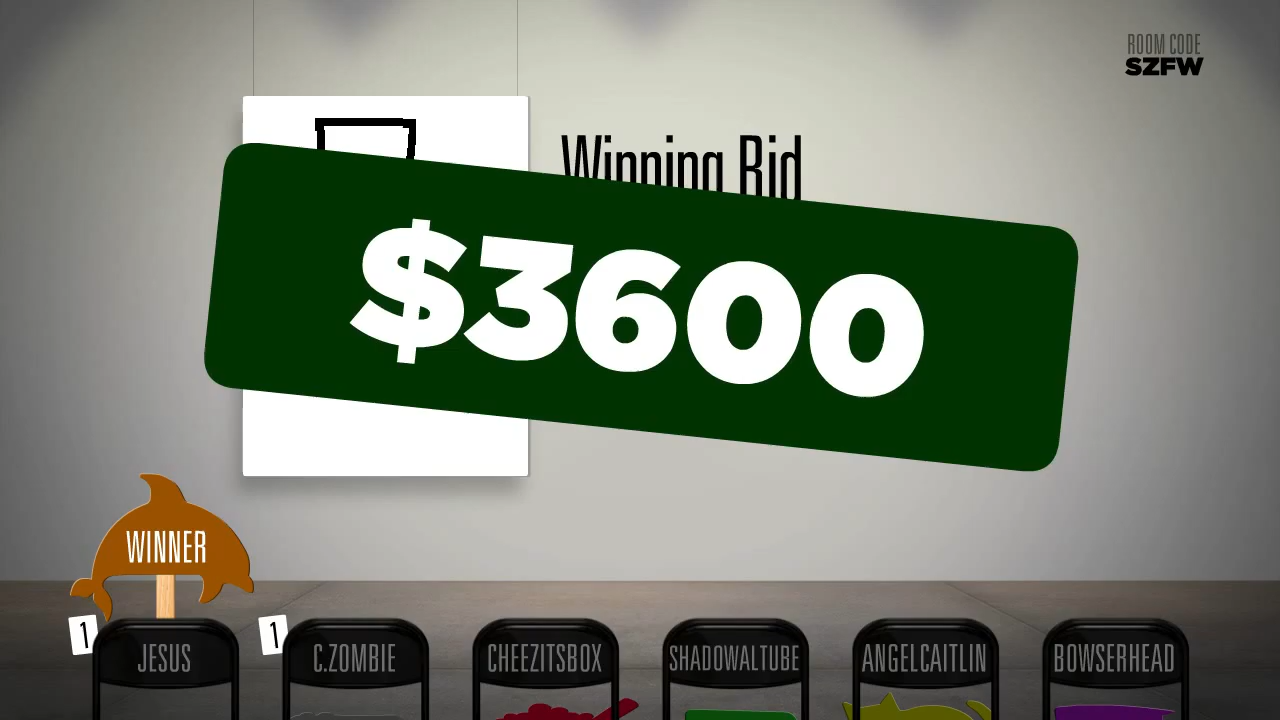 ROOM CODE
SZFW
Winning Bid
$3600
WINNER
1
1
JESUS
C.ZOMBIE
CHEEZITSBOX
SHADOWALTUBE
ANGELCAITLIN
BOWSERHEAD